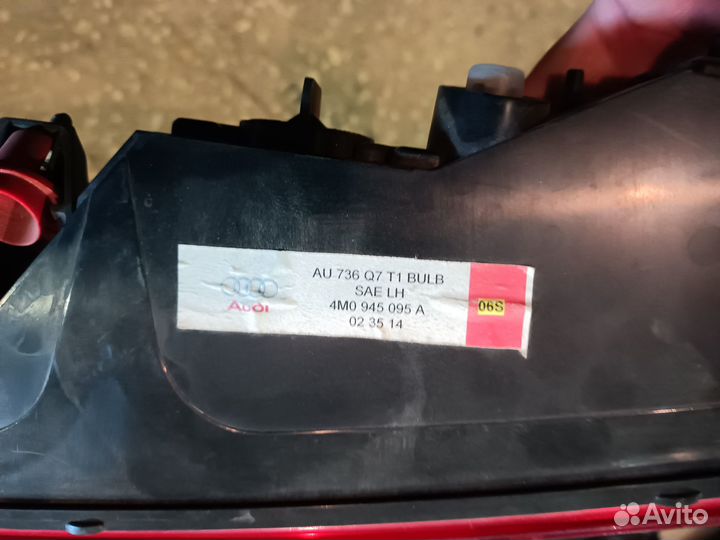 AU 736 Q7 T1 BULB
SAE LH
4M0 945 095 A
02 35 14
Audi
06S
Avito